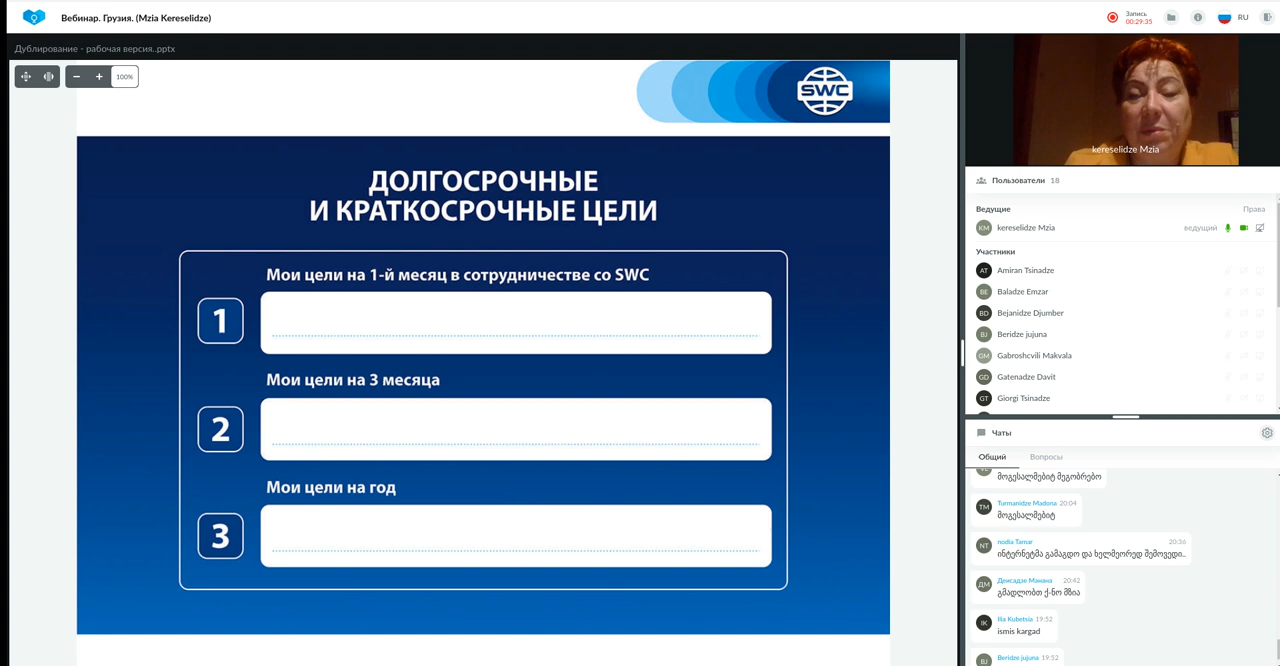 Вебинар. Грузия. (Mzia Kereselidze)
Запись
00:29:35
RU
Дублирование - рабочая версия..pptx
100%
SWC
ДОЛГОСРОЧНЫЕ
И КРАТКОСРОЧНЫЕ ЦЕЛИ
Мои цели на 1-й месяц в сотрудничестве со SWC
1
Мои цели на 3 месяца
2
Мои цели на год
3
kereselidze Mzia
Пользователи 18
Ведущие Права
KM kereselidze Mzia ведущий
Участники
AT Amiran Tsinadze
BE Baladze Emzar
BD Bejanidze Djumber
BJ Beridze jujuna
GM Gabroshcvili Makvala
GD Gatenadze Davit
GT Giorgi Tsinadze
Чаты
Общий Вопросы
მოგესალმებიტ მეგობრებო
TM Turmanidze Madona 20:04
მოგესალმებიტ
NT nodia Tamar 20:36
ინტერნეტმა გამაგდო და ხელმეორედ შემოვედი..
ДМ Диасадзе Манана 20:42
გმადლობთ ქ-ნო მზია
IK Ilia Kubetsia 19:52
ismis kargad
BJ Beridze jujuna 19:52